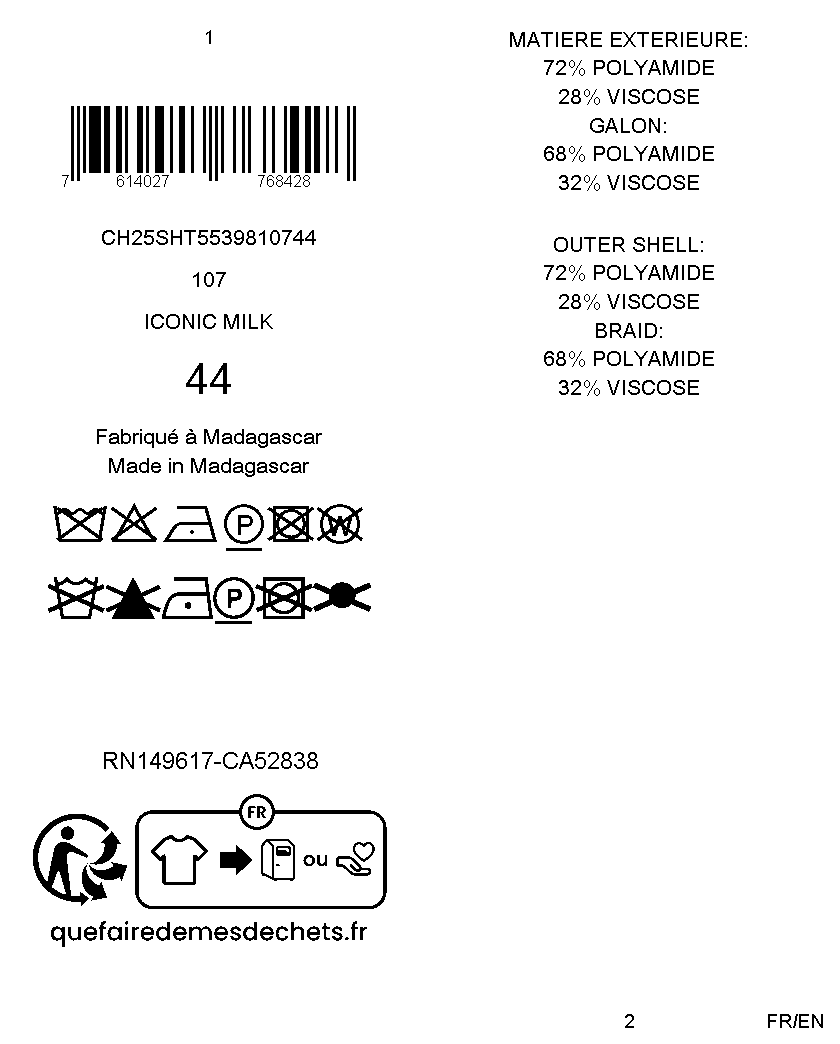 1
7 614027 768428
CH25SHT5539810744
107
ICONIC MILK
44
Fabriqué à Madagascar
Made in Madagascar
P W
P
RN149617-CA52838
FR
ou
quefairedemesdechets.fr
MATIERE EXTERIEURE:
72% POLYAMIDE
28% VISCOSE
GALON:
68% POLYAMIDE
32% VISCOSE
OUTER SHELL:
72% POLYAMIDE
28% VISCOSE
BRAID:
68% POLYAMIDE
32% VISCOSE
2
FR/EN